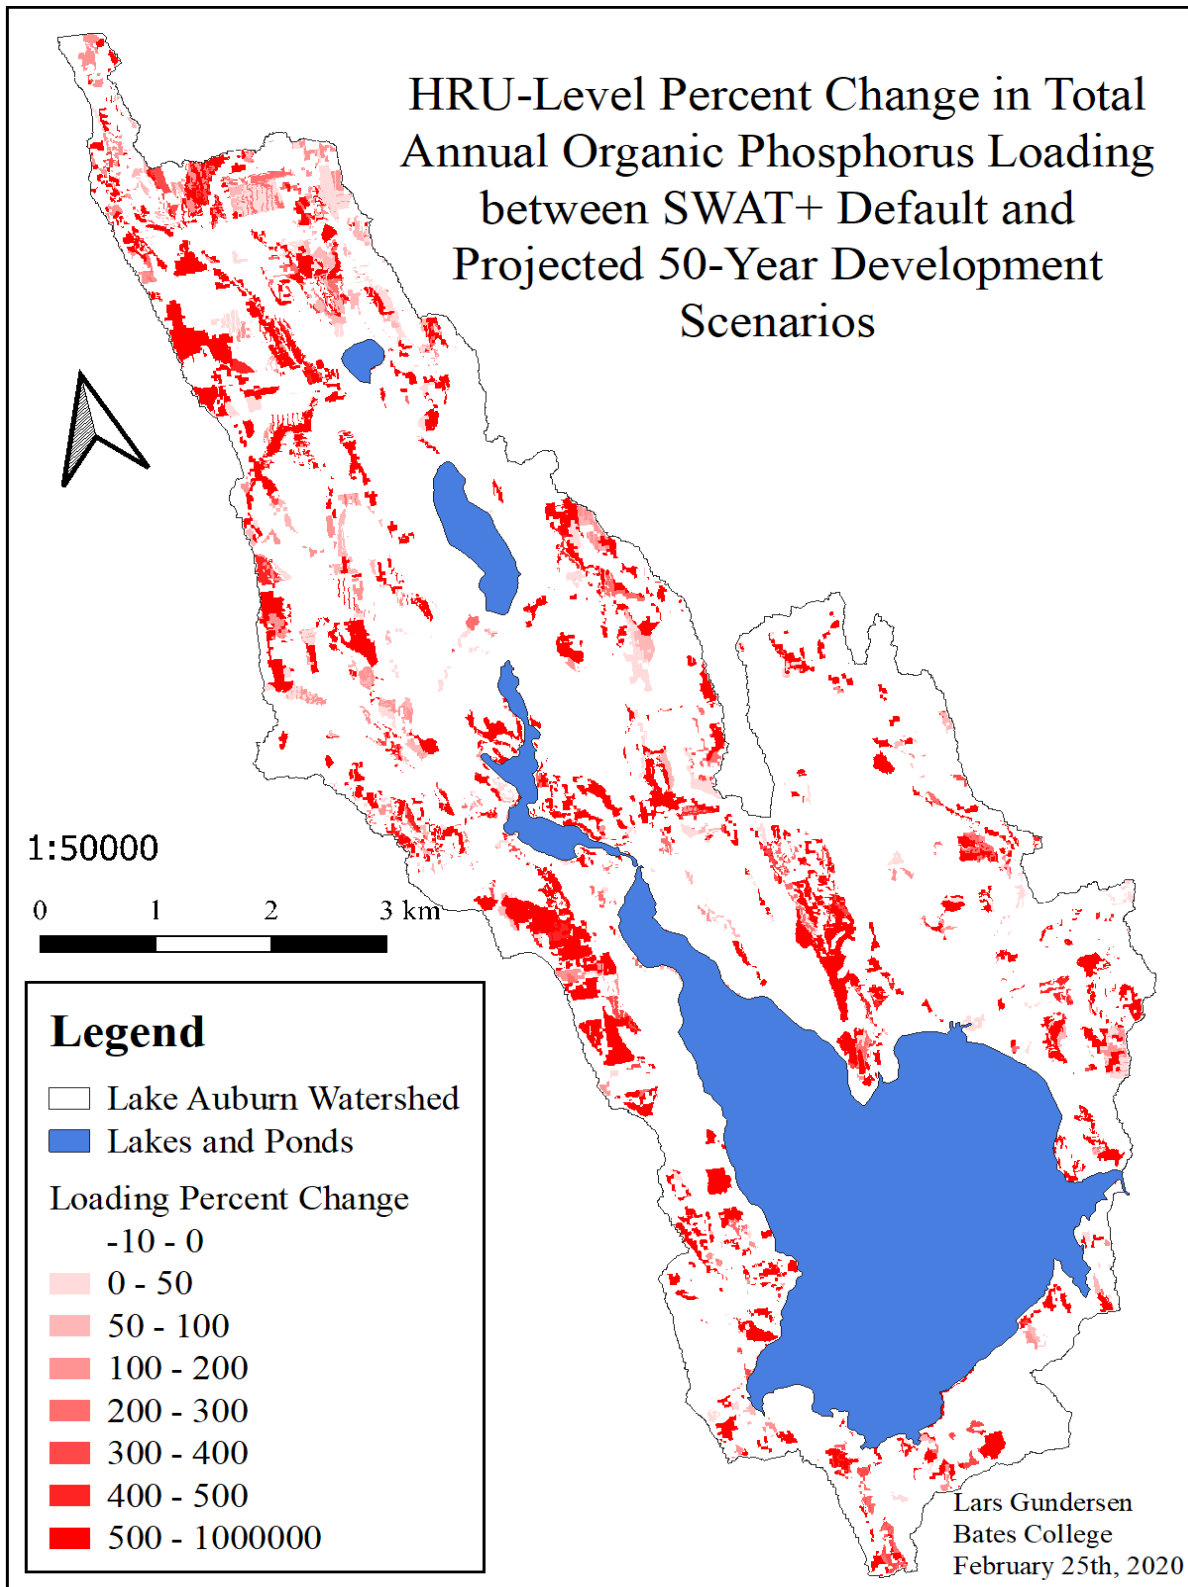 HRU-Level Percent Change in Total
Annual Organic Phosphorus Loading
between SWAT+ Default and
Projected 50-Year Development
Scenarios
1:50000
0 1 2 3 km
Legend
Lake Auburn Watershed
Lakes and Ponds
Loading Percent Change
-10 - 0
0 - 50
50 - 100
100 - 200
200 - 300
300 - 400
400 - 500
500 - 1000000
Lars Gundersen
Bates College
February 25th, 2020